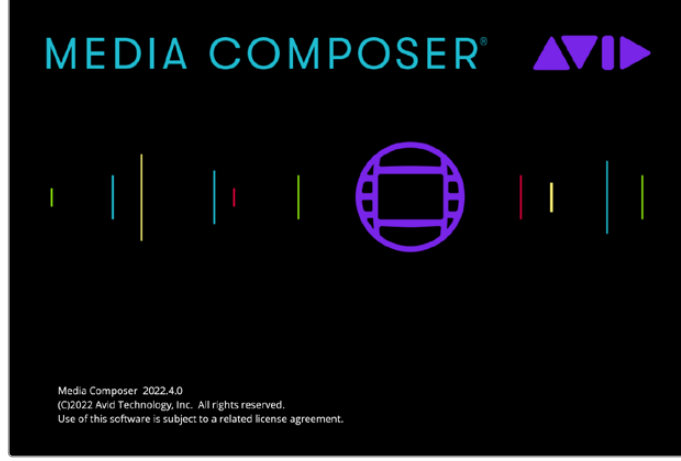 MEDIA COMPOSER® AVID
Media Composer 2022.4.0
(C)2022 Avid Technology, Inc. All rights reserved.
Use of this software is subject to a related license agreement.